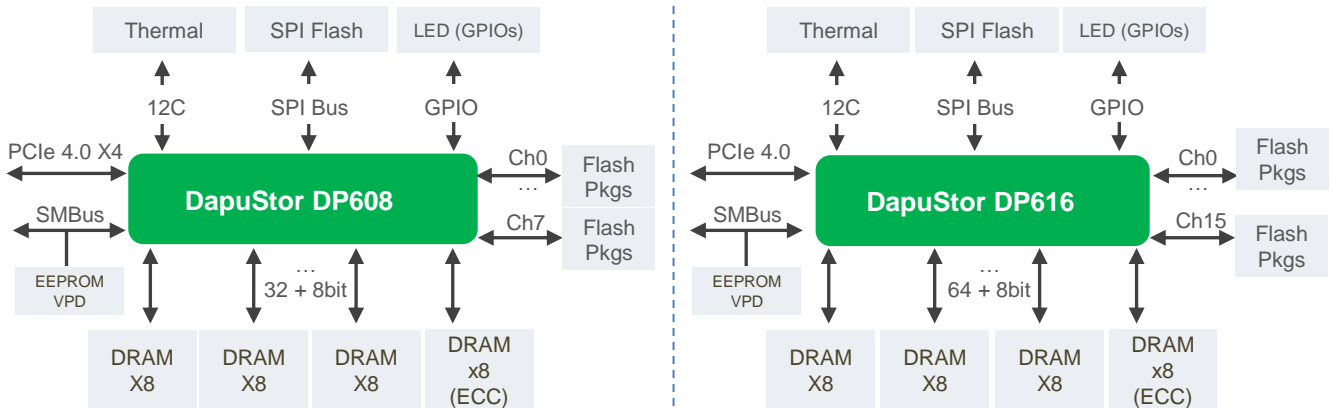 Thermal
SPI Flash
LED (GPIOs)
12C
SPI Bus
GPIO
PCIe 4.0 X4
SMBus
EEPROM
VPD
DapuStor DP608
Ch0
...
Ch7
Flash
Pkgs
Flash
Pkgs
...
32 + 8bit
DRAM
X8
DRAM
X8
DRAM
X8
DRAM
x8
(ECC)
Thermal
SPI Flash
LED (GPIOs)
12C
SPI Bus
GPIO
PCIe 4.0
SMBus
EEPROM
VPD
DapuStor DP616
Ch0
...
Ch15
Flash
Pkgs
Flash
Pkgs
...
64 + 8bit
DRAM
X8
DRAM
X8
DRAM
X8
DRAM
x8
(ECC)